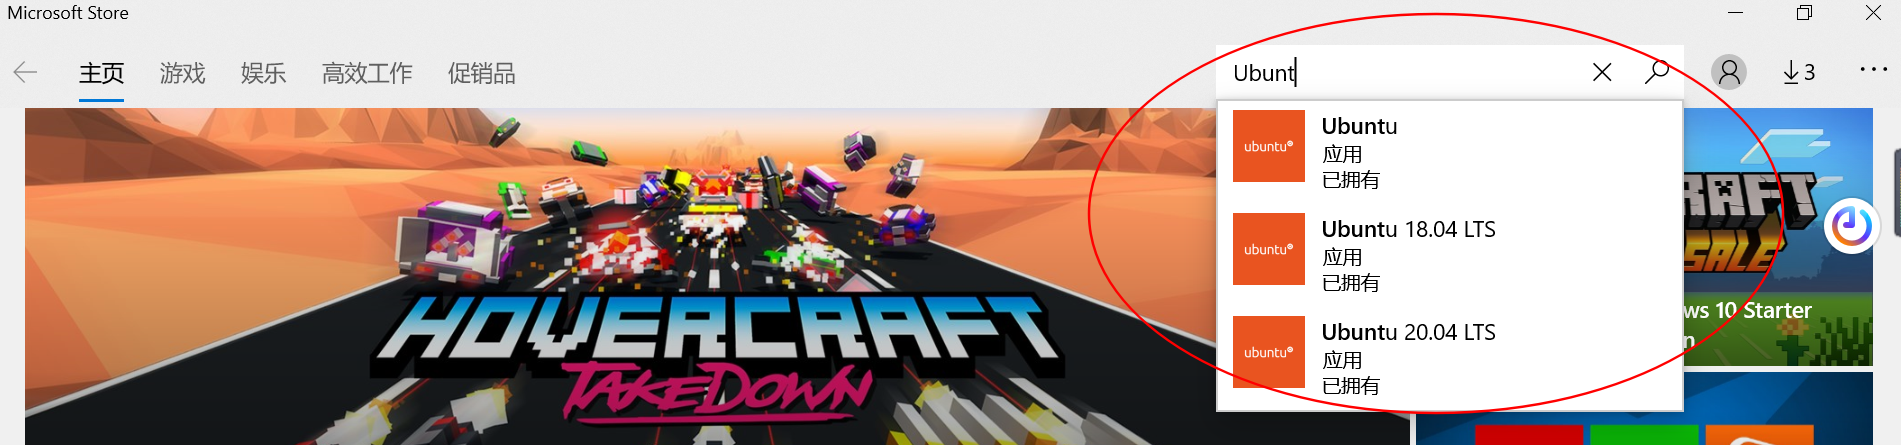 Microsoft Store
主页 游戏 娱乐 高效工作 促销品
Ubunt
3
ubuntu®
Ubuntu
应用
已拥有
ubuntu®
Ubuntu 18.04 LTS
应用
已拥有
ubuntu®
Ubuntu 20.04 LTS
应用
已拥有
HOVERCRAFT
TAKEDOWN
RAFT
SALE
ws 10 Starter
n